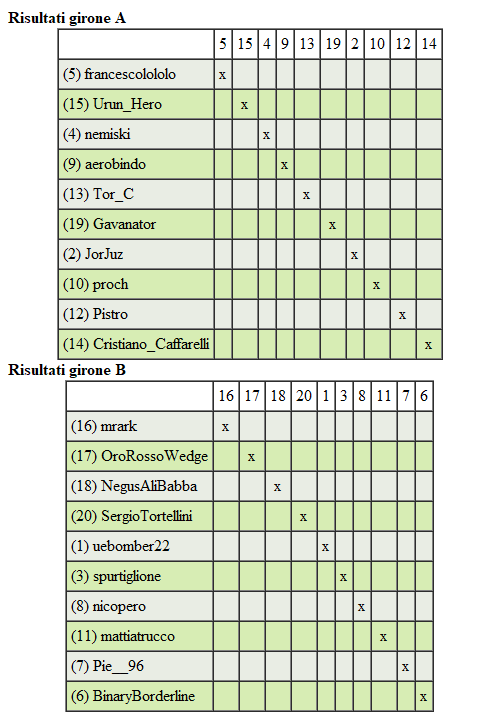 Risultati girone A
5 15 4 9 13 19 2 10 12 14
(5) francescolololo x
(15) Urun_Hero x
(4) nemiski x
(9) aerobindo x
(13) Tor_C x
(19) Gavanator x
(2) JorJuz x
(10) proch x
(12) Pistro x
(14) Cristiano_Caffarelli x
Risultati girone B
16 17 18 20 1 3 8 11 7 6
(16) mrark x
(17) OroRossoWedge x
(18) NegusAliBabba x
(20) SergioTortellini x
(1) uebomber22 x
(3) spurtiglione x
(8) nicopero x
(11) mattiatrucco x
(7) Pie__96 x
(6) BinaryBorderline x